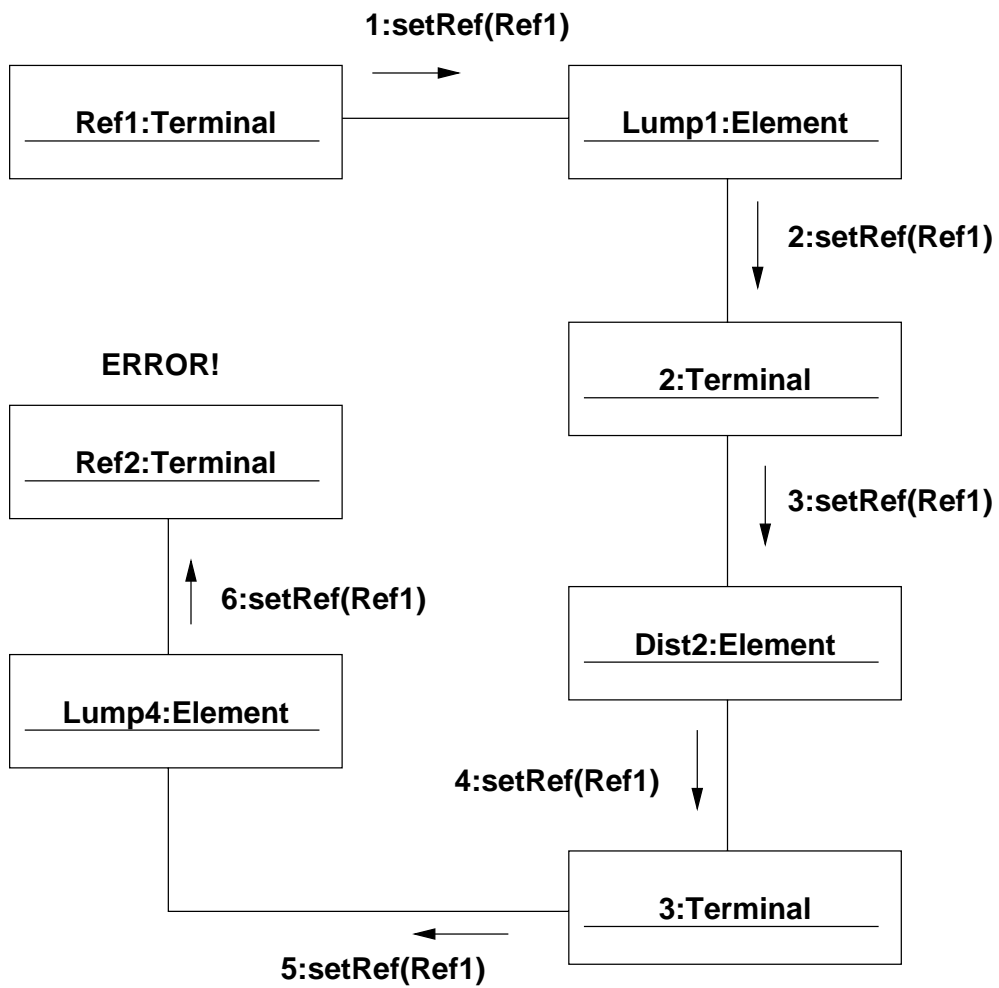 1:setRef(Ref1)
Ref1:Terminal
Lump1:Element
2:setRef(Ref1)
ERROR!
2:Terminal
Ref2:Terminal
3:setRef(Ref1)
6:setRef(Ref1)
Dist2:Element
Lump4:Element
4:setRef(Ref1)
3:Terminal
5:setRef(Ref1)